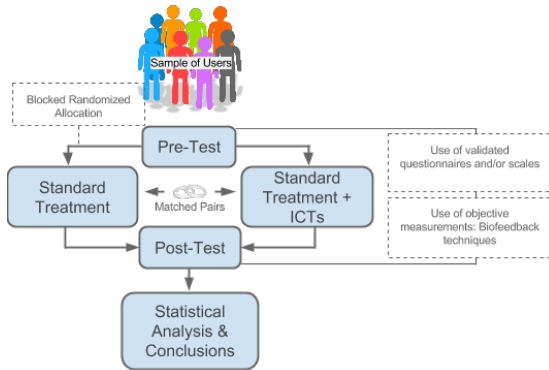 Sample of Users
Blocked Randomized
Allocation
Pre-Test
Use of validated
questionnaires and/or scales
Standard
Treatment
Matched Pairs
Standard
Treatment +
ICTs
Use of objective
measurements: Biofeedback
techniques
Post-Test
Statistical
Analysis &
Conclusions